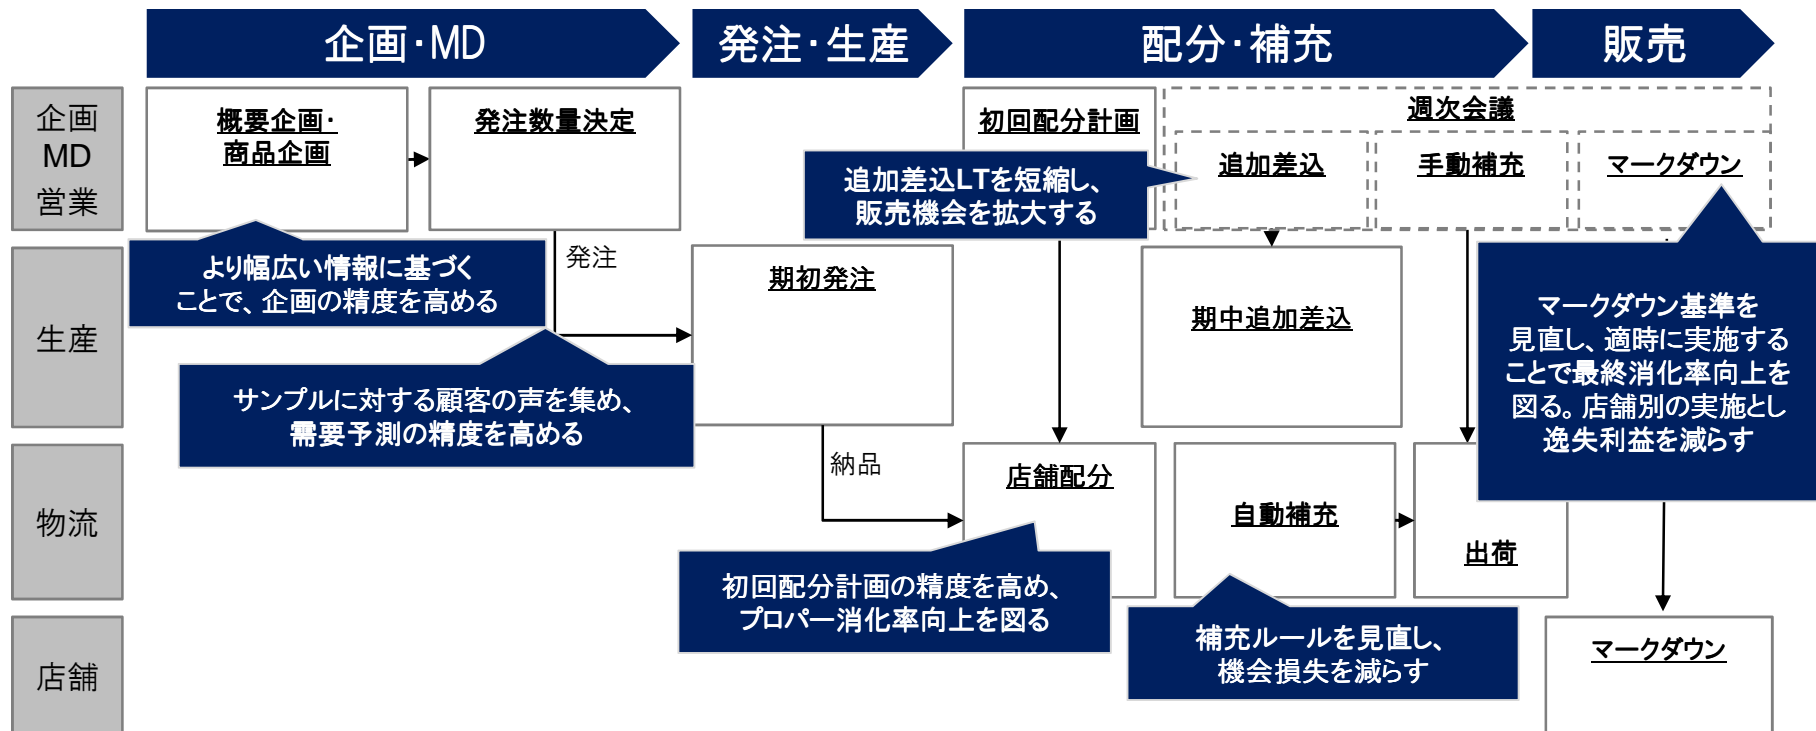 企画・MD
発注・生産
配分・補充
販売
企画
MD
営業
概要企画・
商品企画
発注数量決定
初回配分計画
週次会議
追加差込
手動補充
マークダウン
追加差込LTを短縮し、
販売機会を拡大する
より幅広い情報に基づく
ことで、企画の精度を高める
発注
生産
期初発注
期中追加差込
マークダウン基準を
見直し、適時に実施する
ことで最終消化率向上を
図る。店舗別の実施とし
逸失利益を減らす
サンプルに対する顧客の声を集め、
需要予測の精度を高める
納品
物流
店舗配分
自動補充
出荷
初回配分計画の精度を高め、
プロパー消化率向上を図る
補充ルールを見直し、
機会損失を減らす
店舗
マークダウン